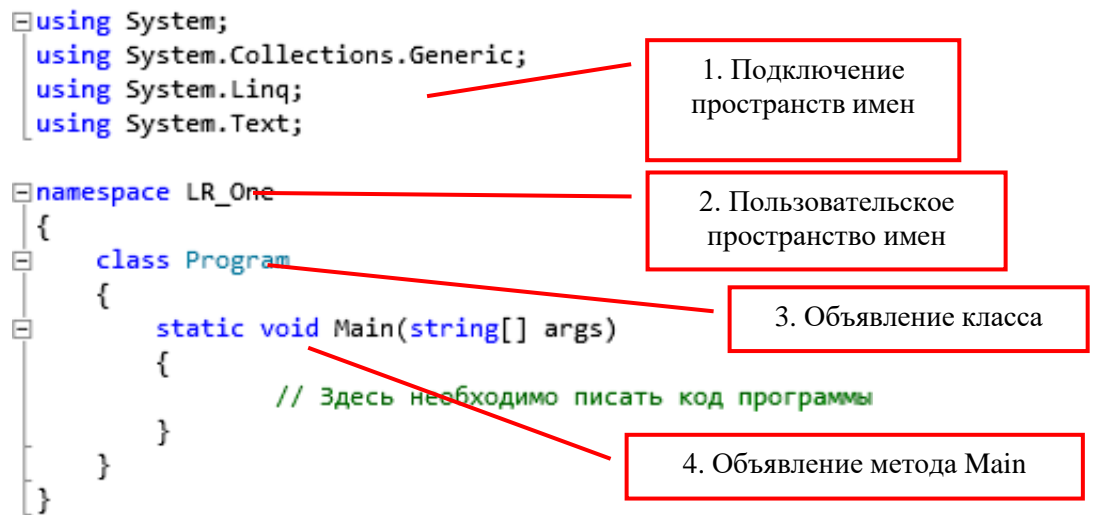 using System;
using System.Collections.Generic;
using System.Linq;
using System.Text;
1. Подключение
пространств имен
namespace LR_One
2. Пользовательское
пространство имен
{
class Program
{
3. Объявление класса
static void Main(string[] args)
{
// Здесь необходимо писать код программы
}
4. Объявление метода Main
}
}